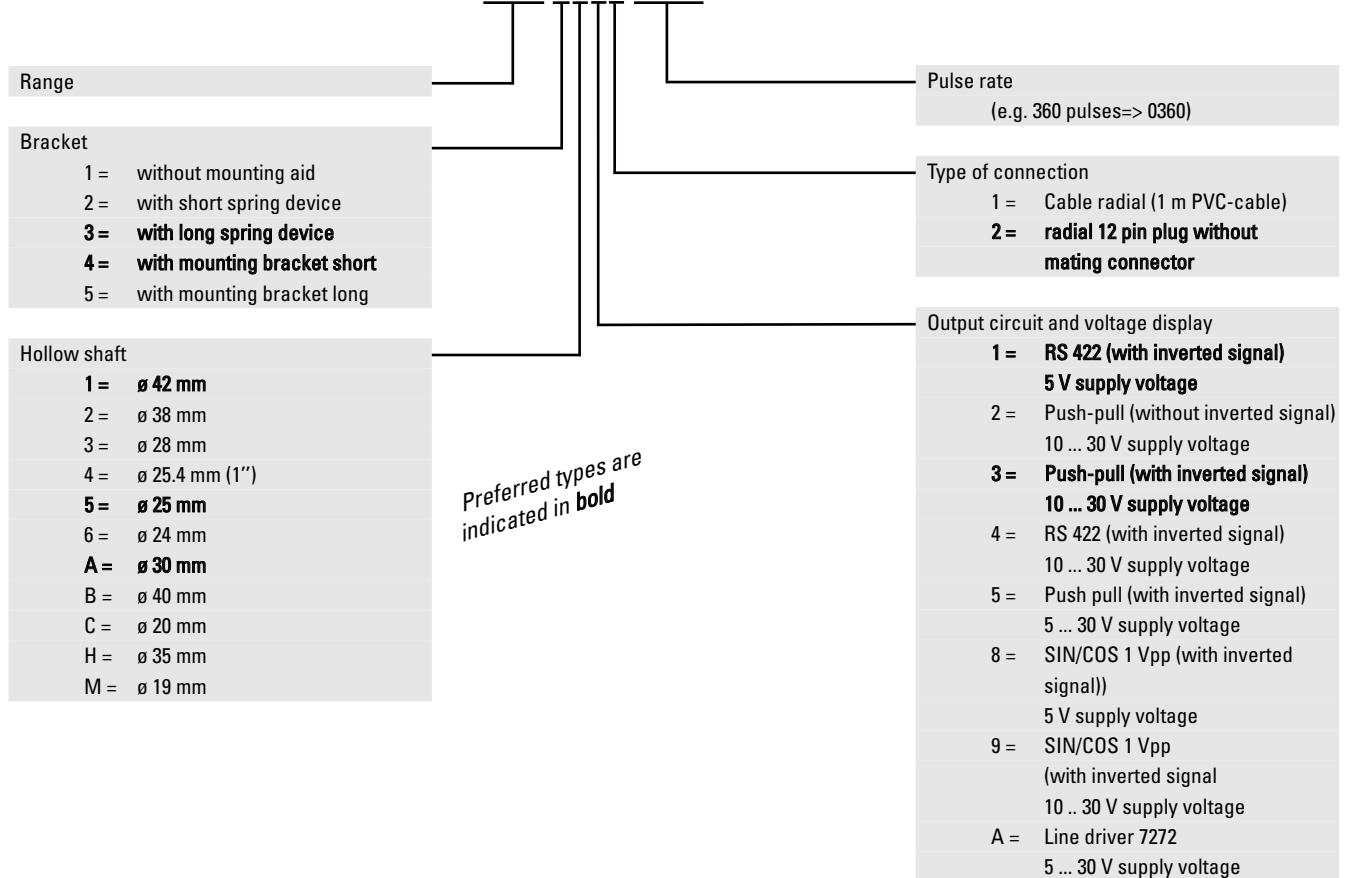 Range
Bracket
1 = without mounting aid
2 = with short spring device
3 = with long spring device
4 = with mounting bracket short
5 = with mounting bracket long
Hollow shaft
1 = ø 42 mm
2 = ø 38 mm
3 = ø 28 mm
4 = ø 25.4 mm (1’’)
5 = ø 25 mm
6 = ø 24 mm
A = ø 30 mm
B = ø 40 mm
C = ø 20 mm
H = ø 35 mm
M = ø 19 mm
Preferred types are
indicated in bold
Pulse rate
(e.g. 360 pulses=> 0360)
Type of connection
1 = Cable radial (1 m PVC-cable)
2 = radial 12 pin plug without
mating connector
Output circuit and voltage display
1 = RS 422 (with inverted signal)
5 V supply voltage
2 = Push-pull (without inverted signal)
10 ... 30 V supply voltage
3 = Push-pull (with inverted signal)
10 ... 30 V supply voltage
4 = RS 422 (with inverted signal)
10 ... 30 V supply voltage
5 = Push pull (with inverted signal)
5 ... 30 V supply voltage
8 = SIN/COS 1 Vpp (with inverted
signal))
5 V supply voltage
9 = SIN/COS 1 Vpp
(with inverted signal
10 .. 30 V supply voltage
A = Line driver 7272
5 ... 30 V supply voltage